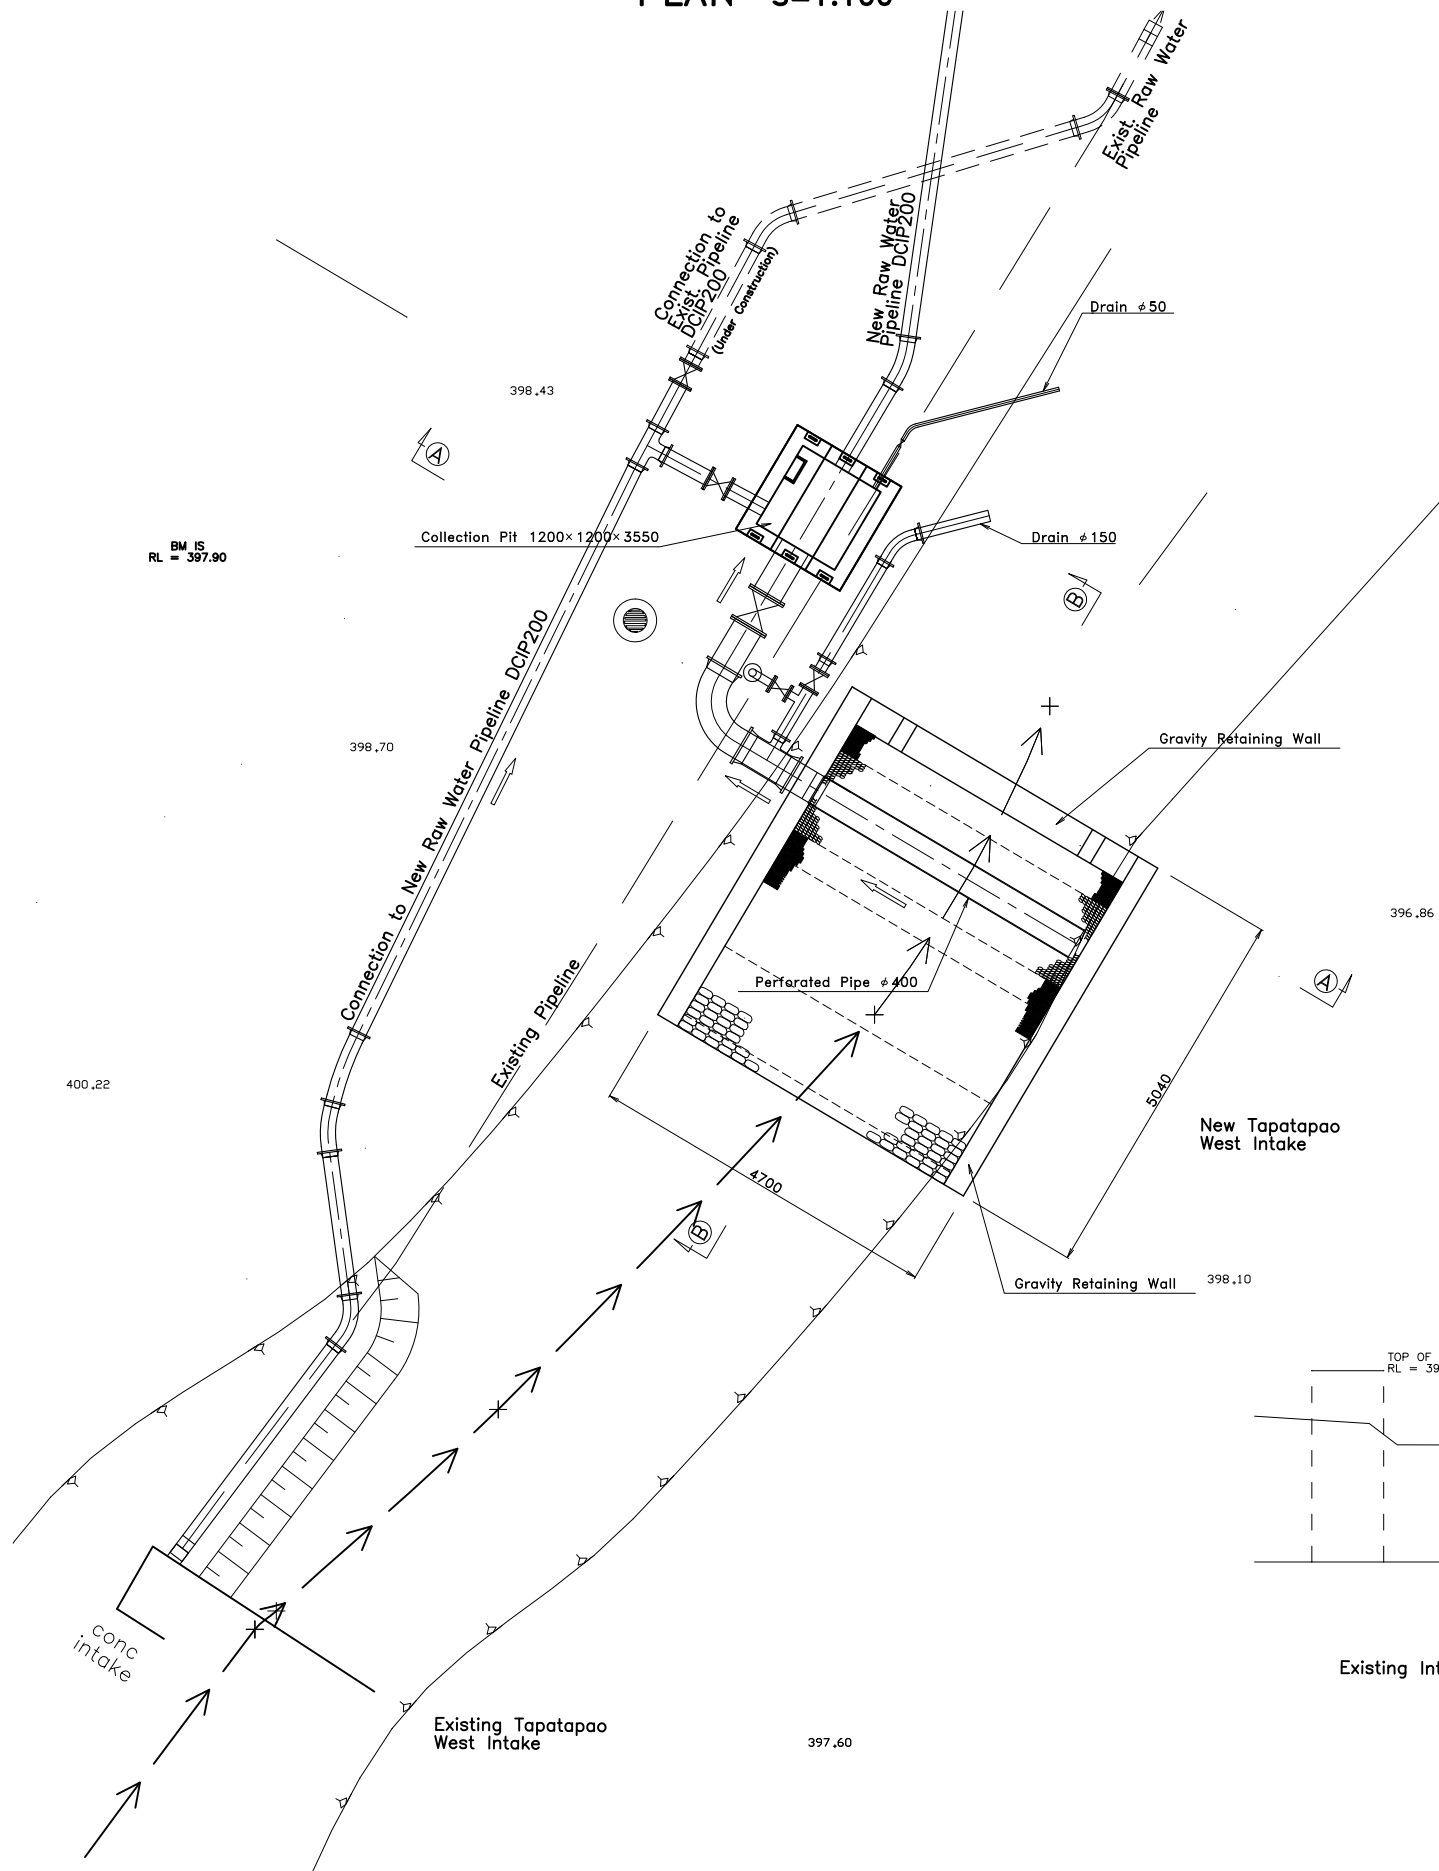 Exist. Raw Water
Pipeline
Connection to
Exist. Pipeline
DCIP200
(Under Construction)
New Raw Water
Pipeline DCIP200
Drain φ50
398.43
A
Collection Pit 1200×1200×3550
Drain φ150
BM IS
RL = 397.90
B
Connection to New Raw Water Pipeline DCIP200
398.70
Gravity Retaining Wall
396.86
Perforated Pipe φ400
A
Existing Pipeline
400.22
5040
New Tapatapao
West Intake
4700
B
Gravity Retaining Wall
398.10
TOP OF
RL = 39
conc
intake
Existing Tapatapao
West Intake
397.60
Existing